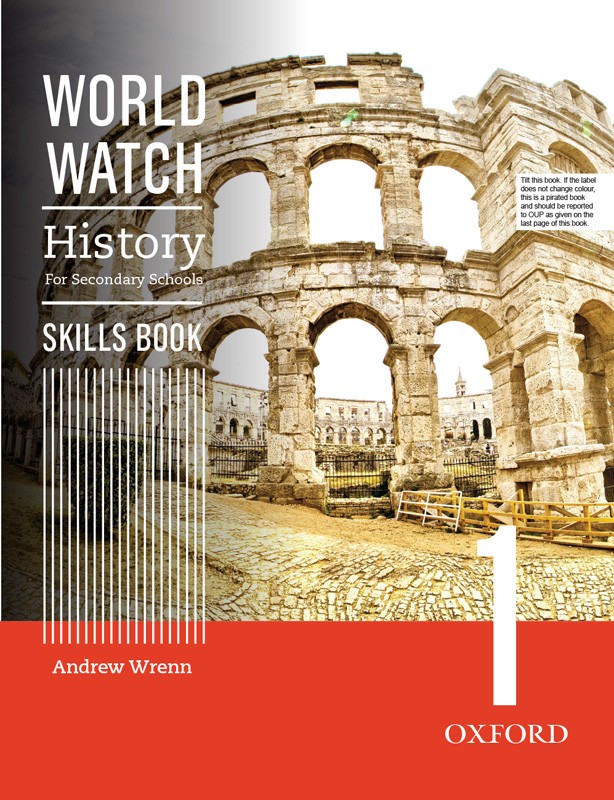 WORLD
WATCH
History
For Secondary Schools
SKILLS BOOK
Tilt this book. If the label
does not change colour,
this is a pirated book
and should be reported
to OUP as given on the
last page of this book.
1
Andrew Wrenn
OXFORD